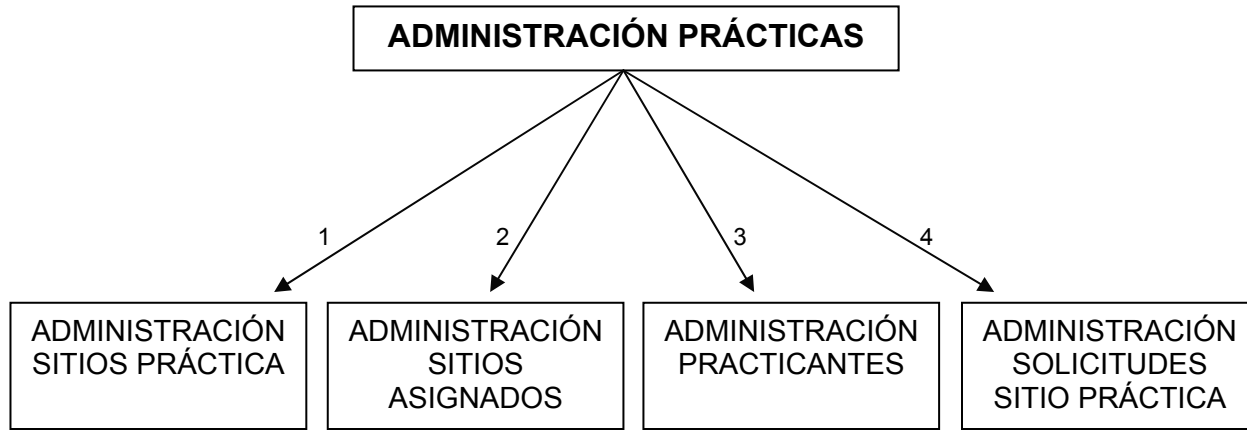 ADMINISTRACIÓN PRÁCTICAS
1
2
3
4
ADMINISTRACIÓN
SITIOS PRÁCTICA
ADMINISTRACIÓN
SITIOS
ASIGNADOS
ADMINISTRACIÓN
PRACTICANTES
ADMINISTRACIÓN
SOLICITUDES
SITIO PRÁCTICA